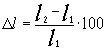 Δl = (l₂ − l₁) / l₁ · 100